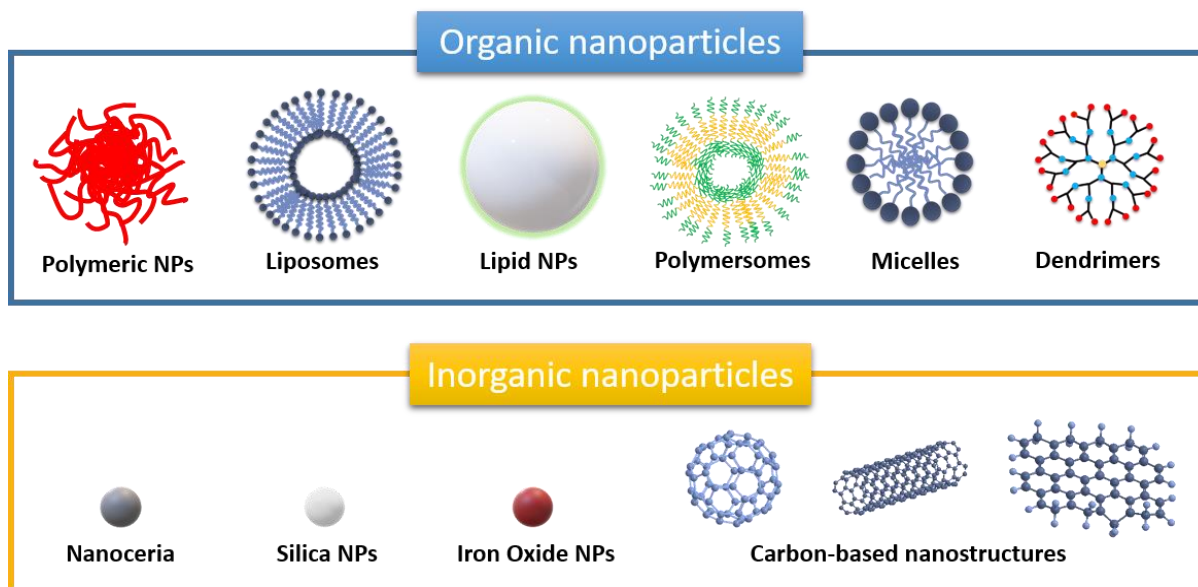 Organic nanoparticles
Polymeric NPs
Liposomes
Lipid NPs
Polymersomes
Micelles
Dendrimers
Inorganic nanoparticles
Nanoceria
Silica NPs
Iron Oxide NPs
Carbon-based nanostructures